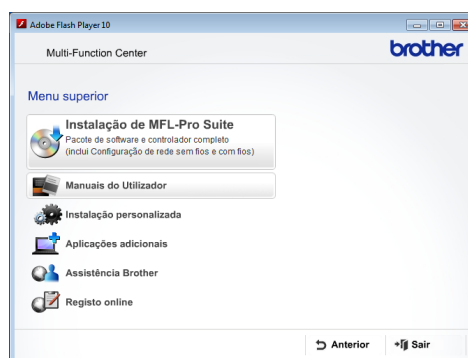 Adobe Flash Player 10
Multi-Function Center
brother
Menu superior
Instalação de MFL-Pro Suite
Pacote de software e controlador completo
(inclui Configuração de rede sem fios e com fios)
Manuais do Utilizador
Instalação personalizada
Aplicações adicionais
Assistência Brother
Registo online
Anterior
Sair